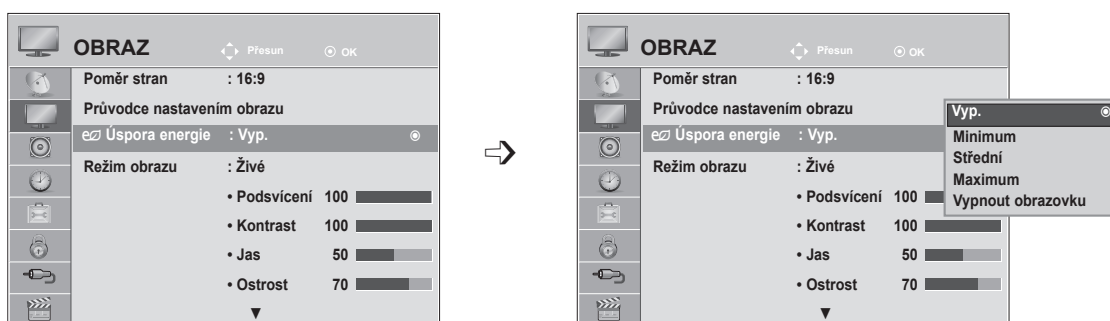 OBRAZ
Přesun
OK
Poměr stran : 16:9
Průvodce nastavením obrazu
Úspora energie : Vyp.
Režim obrazu : Živé
• Podsvícení 100
• Kontrast 100
• Jas 50
• Ostrost 70
OBRAZ
Přesun
OK
Poměr stran : 16:9
Průvodce nastavením obrazu
Úspora energie : Vyp.
Režim obrazu : Živé
• Podsvícení 100
• Kontrast 100
• Jas 50
• Ostrost 70
Vyp.
Minimum
Střední
Maximum
Vypnout obrazovku